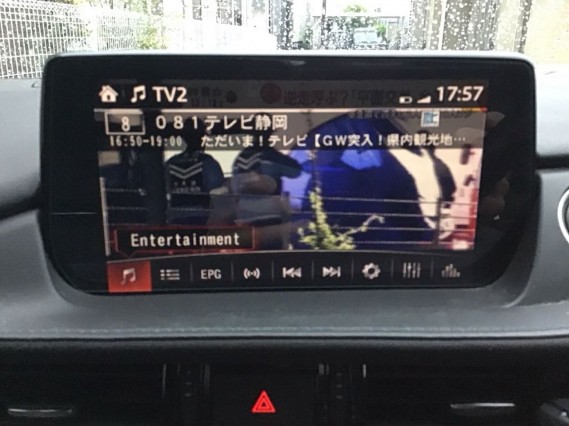 TV2 17:57
8 081テレビ静岡
16:50-19:00 ただいま！テレビ【GW突入！県内観光地…
Entertainment
EPG